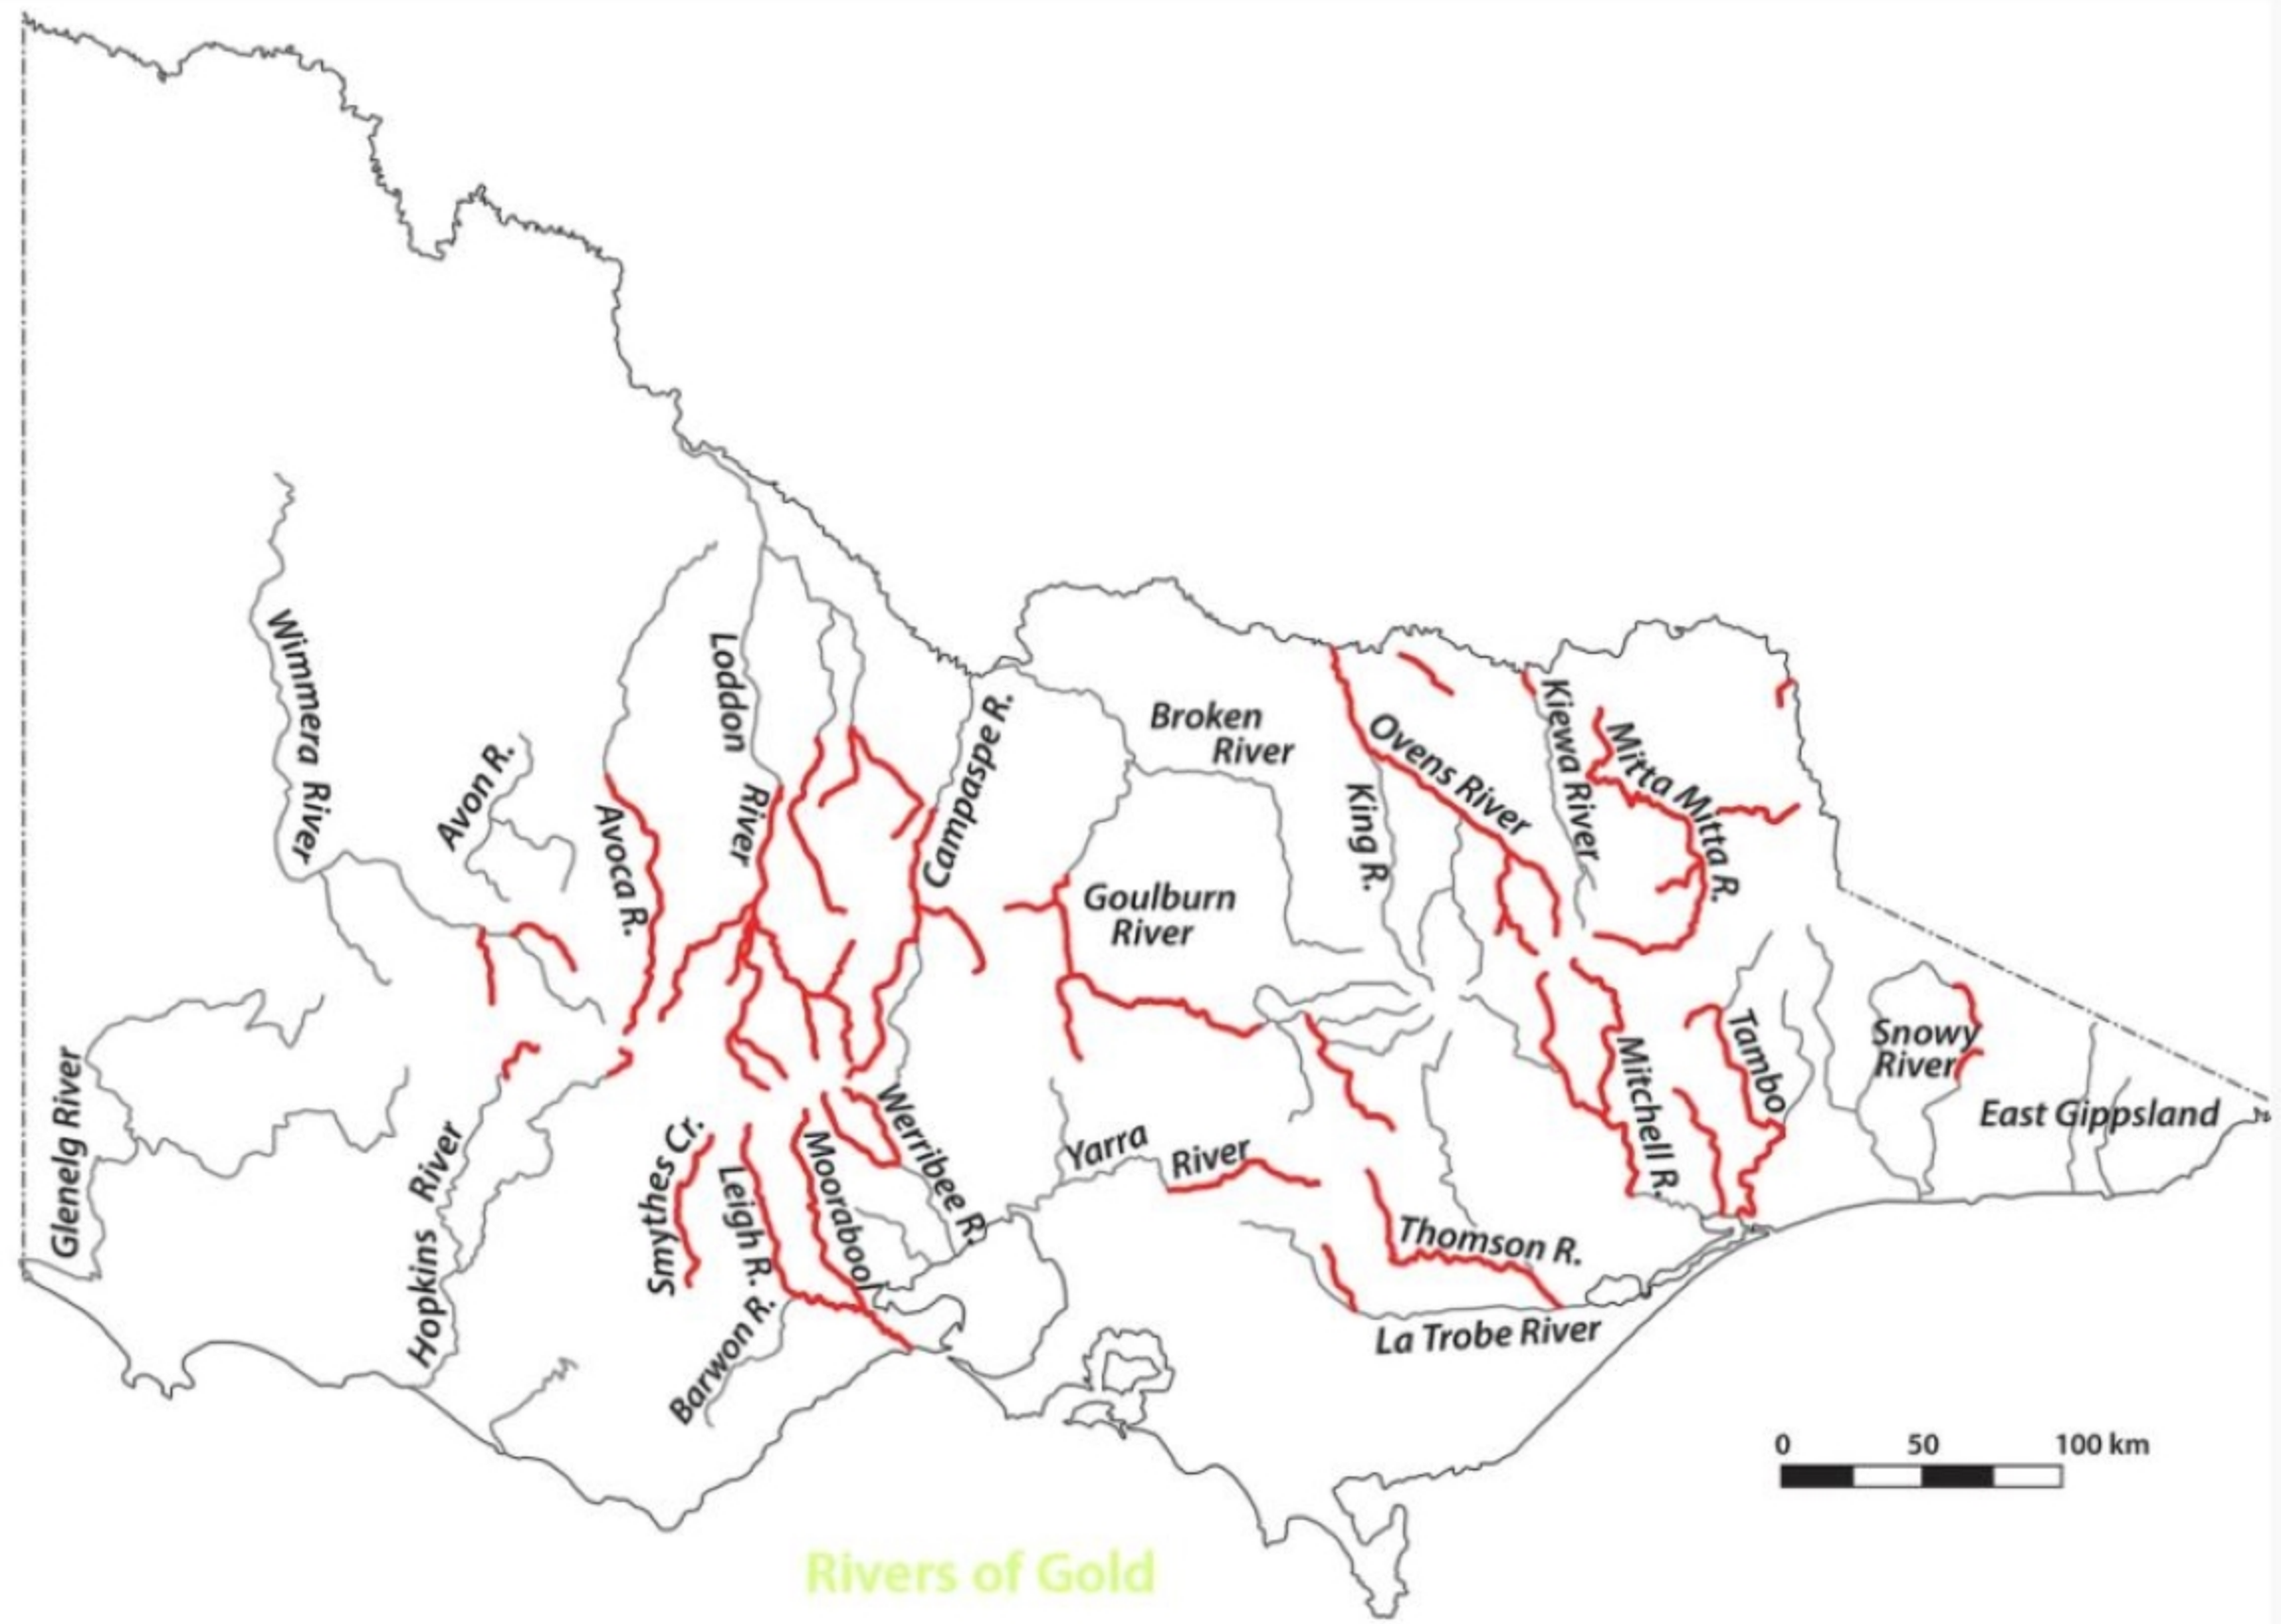 Wimmera River
Avon R.
Avoca R.
Loddon
River
Campaspe R.
Broken
River
Goulburn
River
King R.
Ovens River
Kiewa River
Mitta Mitta R.
Glenelg River
Hopkins River
Smythes Cr.
Leigh R.
Moorabool
Werribee R.
Barwon R.
Yarra River
Thomson R.
La Trobe River
Mitchell R.
Tambo
Snowy
River
East Gippsland
0 50 100 km
Rivers of Gold